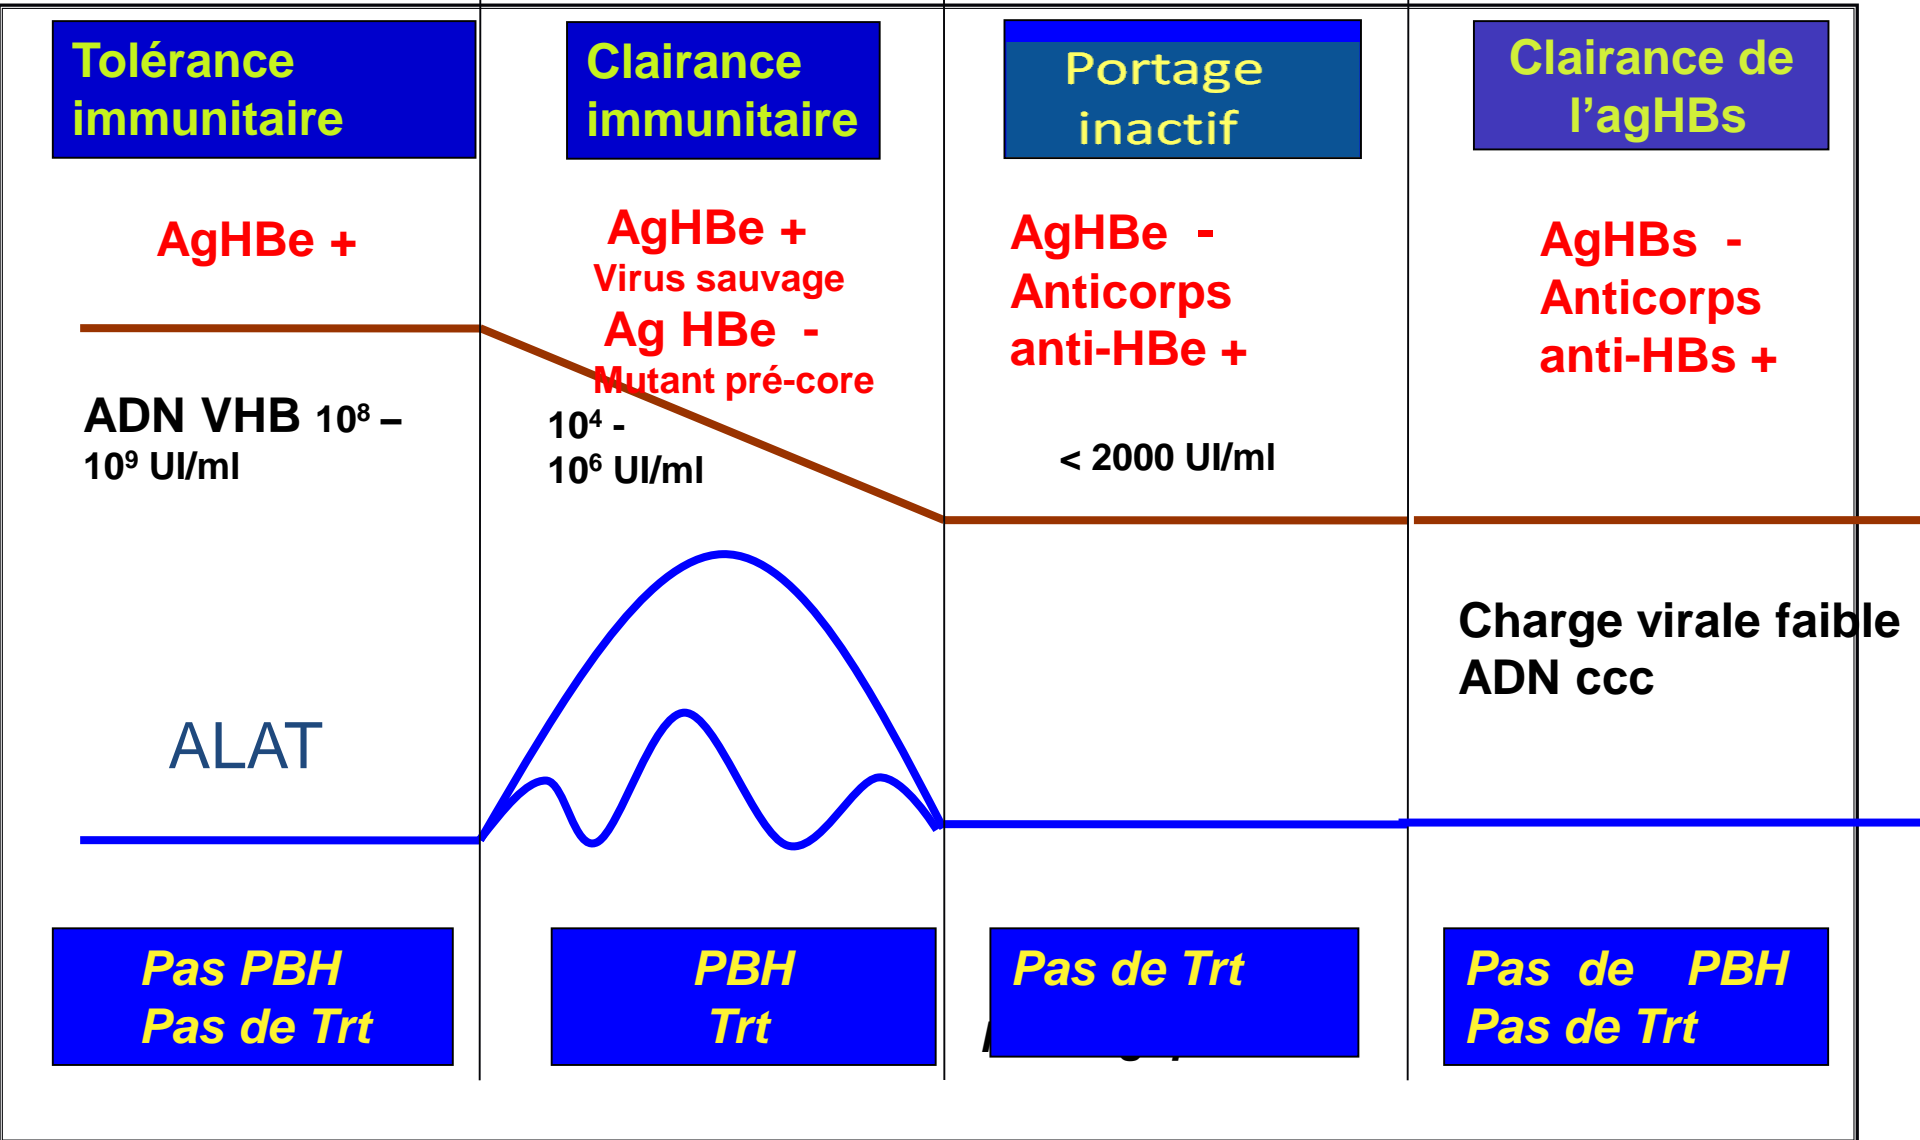 Tolérance
immunitaire
Clairance
immunitaire
Portage
inactif
Clairance de
l’agHBs
AgHBe +
AgHBe +
Virus sauvage
Ag HBe -
Mutant pré-core
AgHBe -
Anticorps
anti-HBe +
AgHBs -
Anticorps
anti-HBs +
ADN VHB 10⁸ –
10⁹ UI/ml
10⁴ -
10⁶ UI/ml
< 2000 UI/ml
Charge virale faible
ADN ccc
ALAT
Pas PBH
Pas de Trt
PBH
Trt
Pas de Trt
Pas de PBH
Pas de Trt